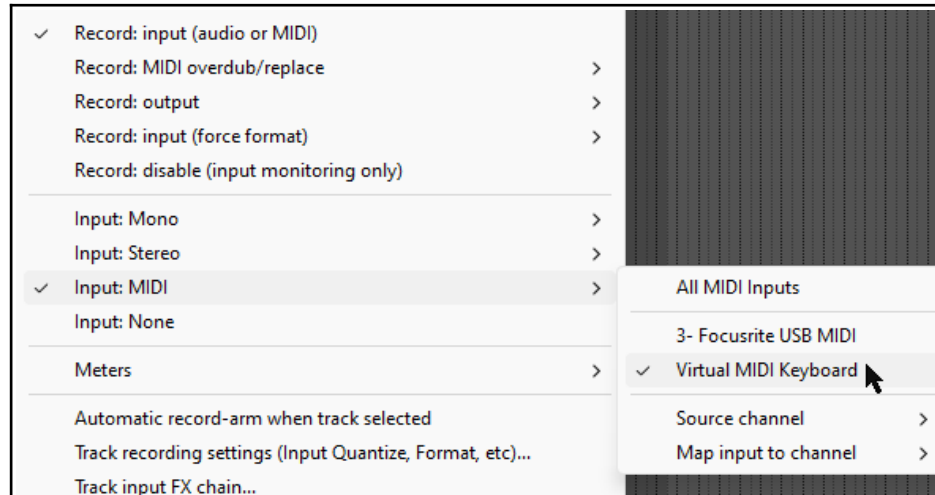 Record: input (audio or MIDI)
Record: MIDI overdub/replace
Record: output
Record: input (force format)
Record: disable (input monitoring only)
Input: Mono
Input: Stereo
Input: MIDI
Input: None
Meters
Automatic record-arm when track selected
Track recording settings (Input Quantize, Format, etc)...
Track input FX chain...
All MIDI Inputs
3- Focusrite USB MIDI
Virtual MIDI Keyboard
Source channel
Map input to channel